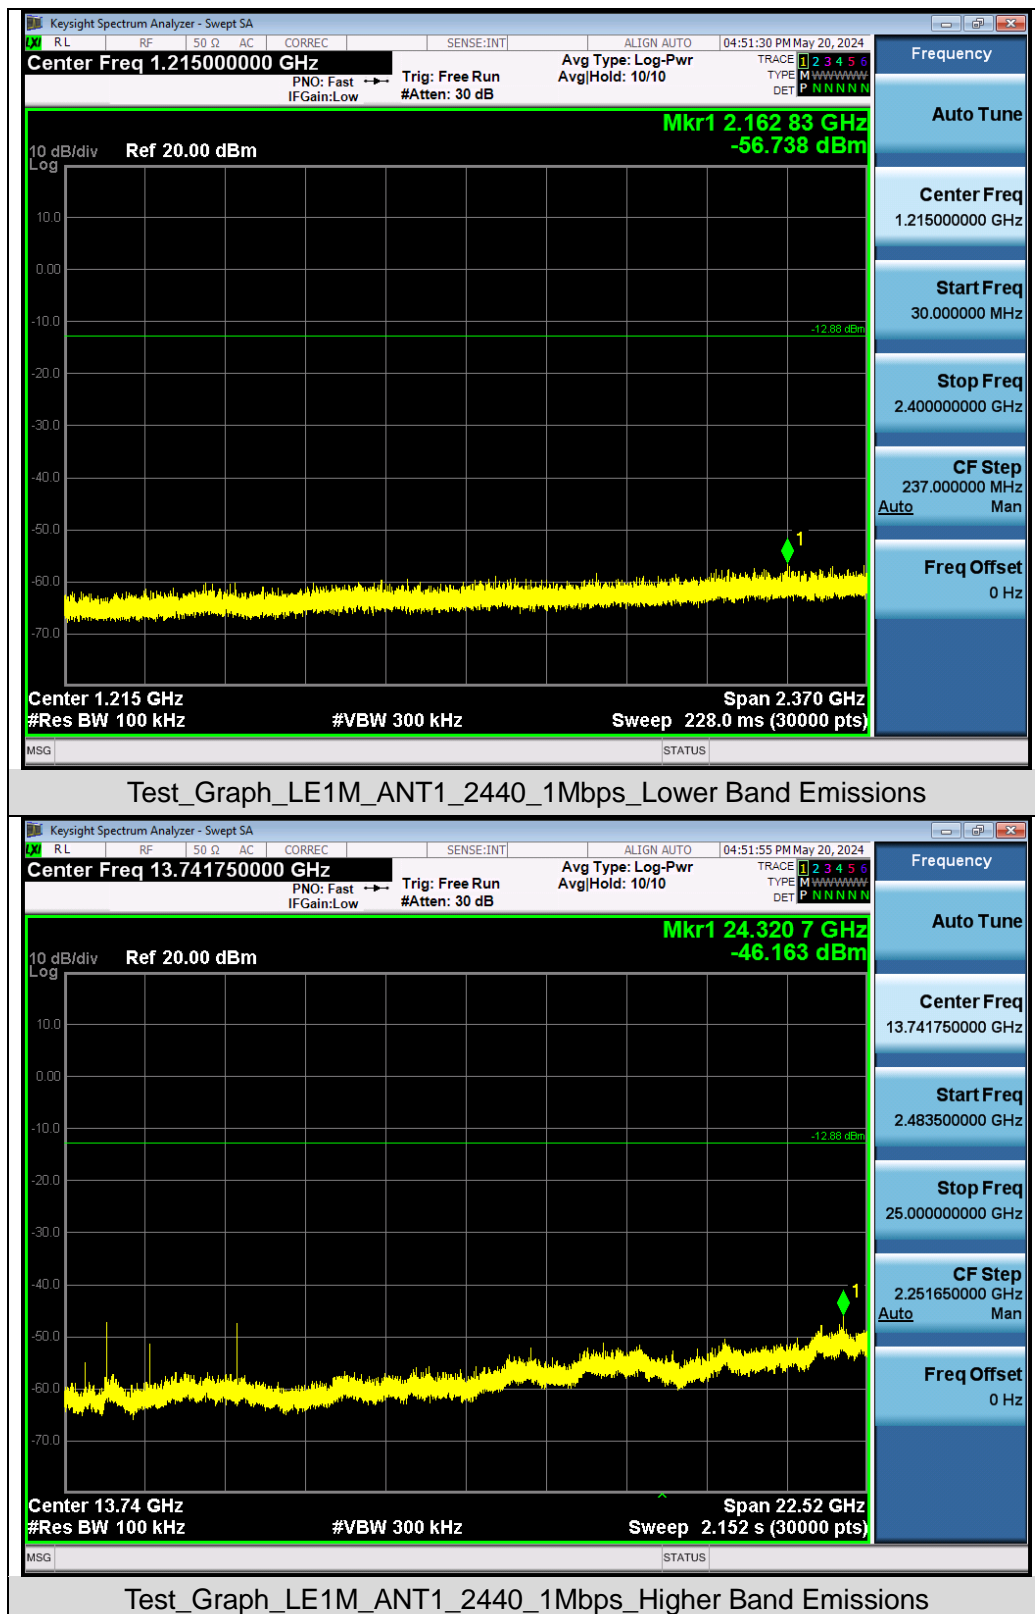 Keysight Spectrum Analyzer - Swept SA
LXI RL RF 50 Ω AC CORREC SENSE:INT ALIGN AUTO 04:51:30 PM May 20, 2024
Center Freq 1.215000000 GHz
PNO: Fast
IFGain:Low
Trig: Free Run
#Atten: 30 dB
Avg Type: Log-Pwr
Avg|Hold: 10/10
TRACE 1 2 3 4 5 6
TYPE M WWWWW
DET P N N N N N
Mkr1 2.162 83 GHz
-56.738 dBm
10 dB/div Ref 20.00 dBm
Log
10.0
0.00
-10.0
-12.88 dBm
-20.0
-30.0
-40.0
-50.0
1
-60.0
-70.0
Center 1.215 GHz Span 2.370 GHz
#Res BW 100 kHz #VBW 300 kHz Sweep 228.0 ms (30000 pts)
MSG STATUS
Frequency
Auto Tune
Center Freq
1.215000000 GHz
Start Freq
30.000000 MHz
Stop Freq
2.400000000 GHz
CF Step
237.000000 MHz
Auto Man
Freq Offset
0 Hz
Test_Graph_LE1M_ANT1_2440_1Mbps_Lower Band Emissions
Keysight Spectrum Analyzer - Swept SA
LXI RL RF 50 Ω AC CORREC SENSE:INT ALIGN AUTO 04:51:55 PM May 20, 2024
Center Freq 13.741750000 GHz
PNO: Fast
IFGain:Low
Trig: Free Run
#Atten: 30 dB
Avg Type: Log-Pwr
Avg|Hold: 10/10
TRACE 1 2 3 4 5 6
TYPE M WWWWW
DET P N N N N N
Mkr1 24.320 7 GHz
-46.163 dBm
10 dB/div Ref 20.00 dBm
Log
10.0
0.00
-10.0
-12.88 dBm
-20.0
-30.0
-40.0
1
-50.0
-60.0
-70.0
Center 13.74 GHz Span 22.52 GHz
#Res BW 100 kHz #VBW 300 kHz Sweep 2.152 s (30000 pts)
MSG STATUS
Frequency
Auto Tune
Center Freq
13.741750000 GHz
Start Freq
2.483500000 GHz
Stop Freq
25.000000000 GHz
CF Step
2.251650000 GHz
Auto Man
Freq Offset
0 Hz
Test_Graph_LE1M_ANT1_2440_1Mbps_Higher Band Emissions